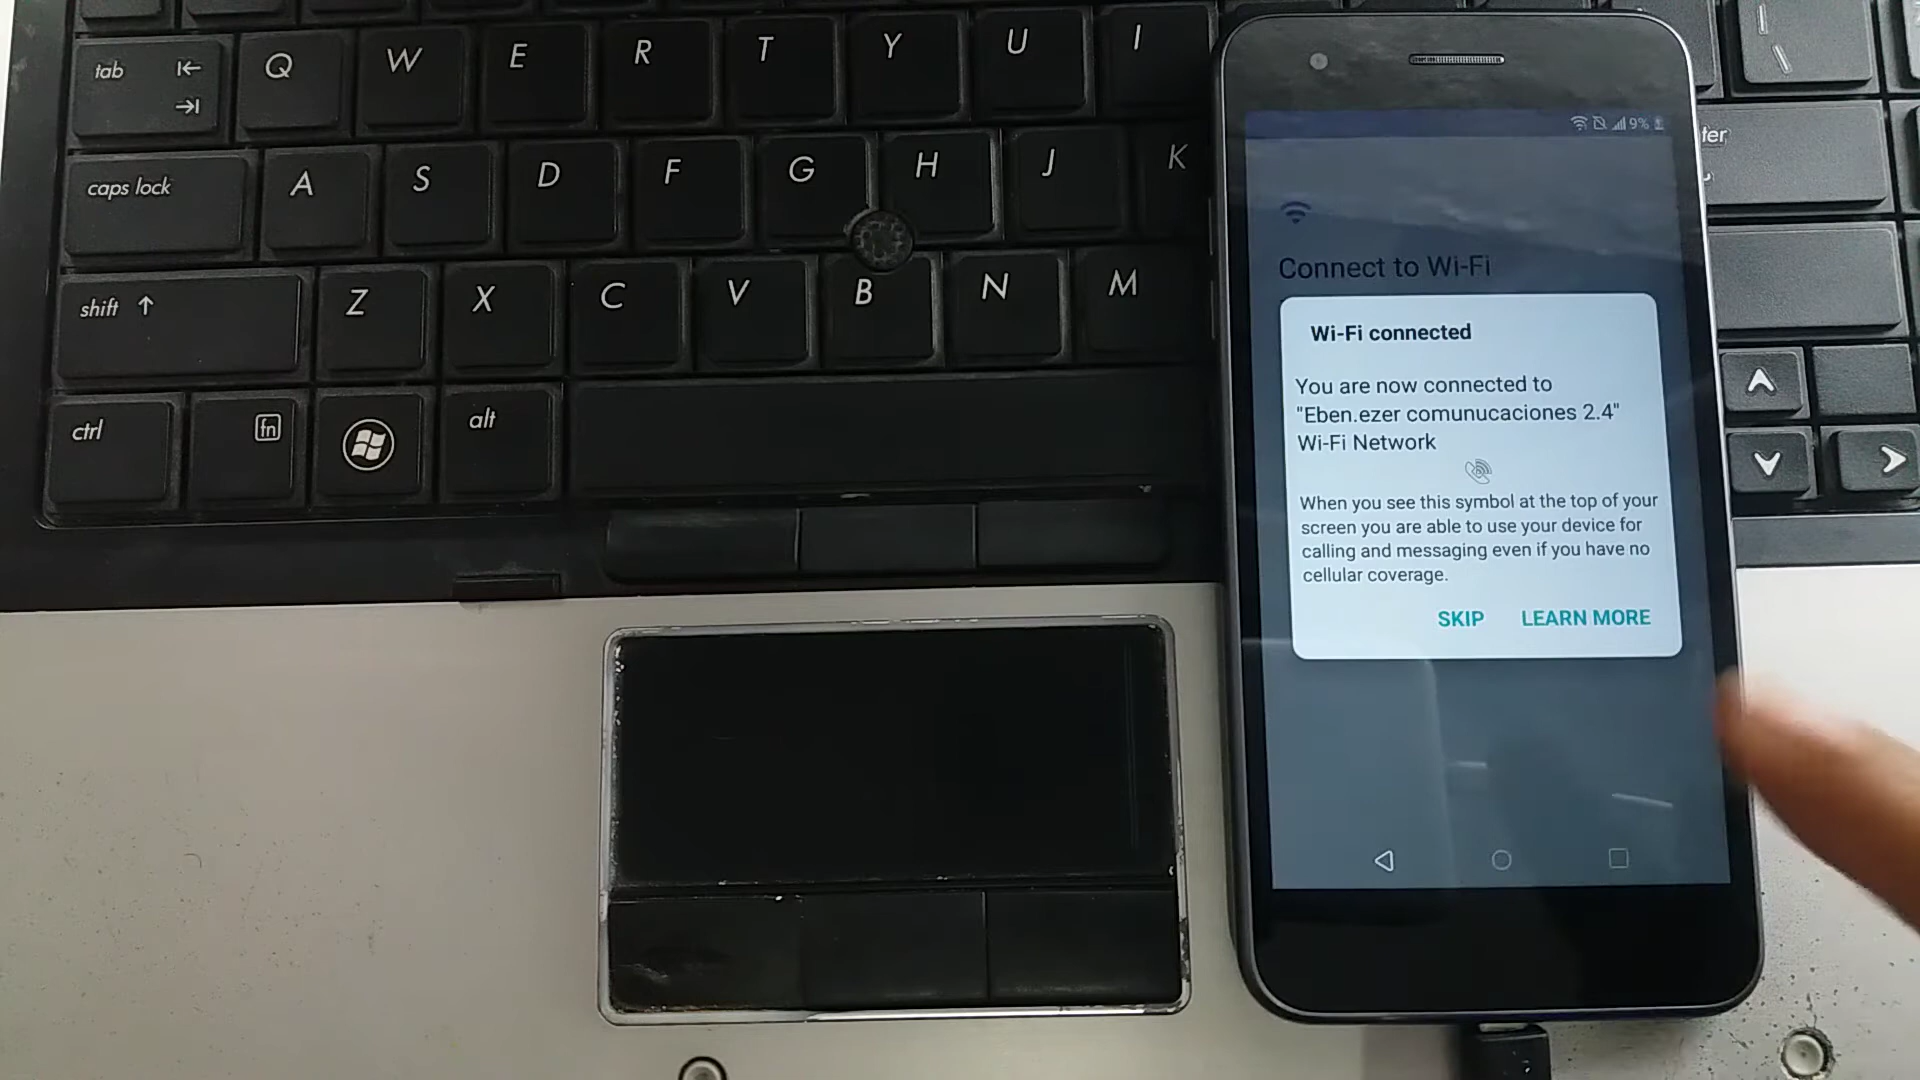 tab
Q
W
E
R
T
Y
U
I
caps lock
A
S
D
F
G
H
J
K
shift ↑
Z
X
C
V
B
N
M
ctrl
fn
alt
9%
Connect to Wi-Fi
Wi-Fi connected
You are now connected to
"Eben.ezer comunucaciones 2.4"
Wi-Fi Network
When you see this symbol at the top of your
screen you are able to use your device for
calling and messaging even if you have no
cellular coverage.
SKIP LEARN MORE